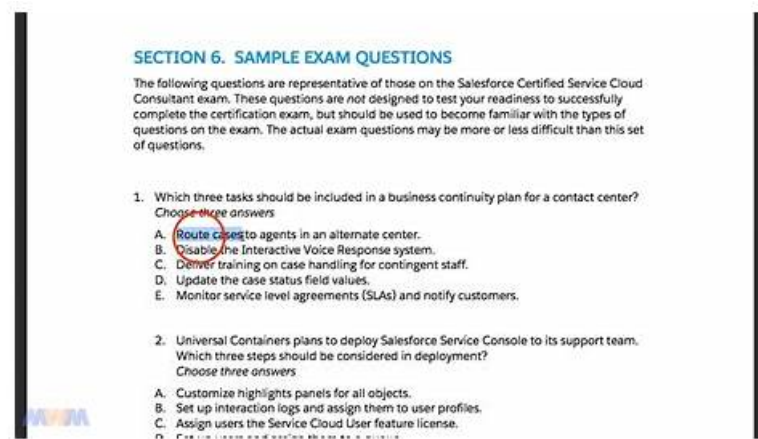 SECTION 6. SAMPLE EXAM QUESTIONS
The following questions are representative of those on the Salesforce Certified Service Cloud
Consultant exam. These questions are not designed to test your readiness to successfully
complete the certification exam, but should be used to become familiar with the types of
questions on the exam. The actual exam questions may be more or less difficult than this set
of questions.
1. Which three tasks should be included in a business continuity plan for a contact center?
Choose three answers
A. Route cases to agents in an alternate center.
B. Disable the Interactive Voice Response system.
C. Deliver training on case handling for contingent staff.
D. Update the case status field values.
E. Monitor service level agreements (SLAs) and notify customers.
2. Universal Containers plans to deploy Salesforce Service Console to its support team.
Which three steps should be considered in deployment?
Choose three answers
A. Customize highlights panels for all objects.
B. Set up interaction logs and assign them to user profiles.
C. Assign users the Service Cloud User feature license.